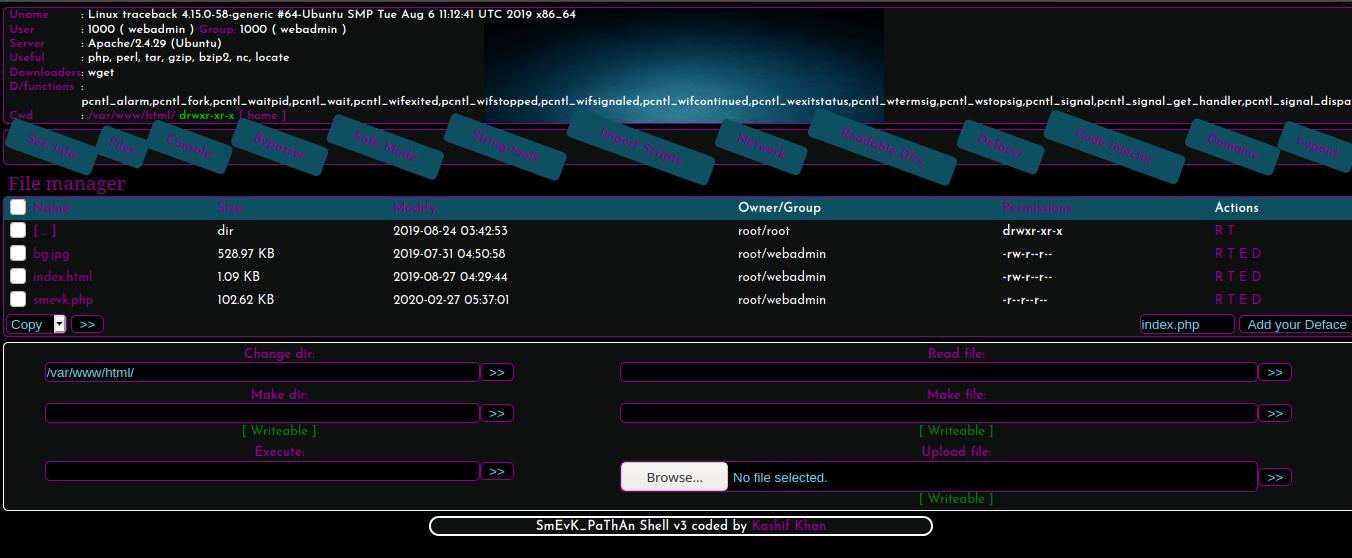 Uname : Linux traceback 4.15.0-58-generic #64-Ubuntu SMP Tue Aug 6 11:12:41 UTC 2019 x86_64
User : 1000 ( webadmin ) Group: 1000 ( webadmin )
Server : Apache/2.4.29 (Ubuntu)
Useful : php, perl, tar, gzip, bzip2, nc, locate
Downloaders : wget
D/functions :
pcntl_alarm,pcntl_fork,pcntl_waitpid,pcntl_wait,pcntl_wifexited,pcntl_wifstopped,pcntl_wifsignaled,pcntl_wifcontinued,pcntl_wexitstatus,pcntl_wtermsig,pcntl_wstopsig,pcntl_signal,pcntl_signal_get_handler,pcntl_signal_dispa
Cwd : /var/www/html/ drwxr-xr-x [ home ]
Sec. Info Files Console Bypasser Safe Mode String tools Import Scripts Network Readable Dirs Defacer Code Injector Domains Logout
File manager
Name Size Modify Owner/Group Permissions Actions
[ .. ] dir 2019-08-24 03:42:53 root/root drwxr-xr-x R T
bg.jpg 528.97 KB 2019-07-31 04:50:58 root/webadmin -rw-r--r-- R T E D
index.html 1.09 KB 2019-08-27 04:29:44 root/webadmin -rw-r--r-- R T E D
smevk.php 102.62 KB 2020-02-27 05:37:01 root/webadmin -r--r--r-- R T E D
Copy >> index.php Add your Deface
Change dir: Read file:
/var/www/html/ >> >>
Make dir: Make file:
>> >>
[ Writeable ] [ Writeable ]
Execute: Upload file:
>> Browse... No file selected. >>
[ Writeable ]
SmEvK_PaThAn Shell v3 coded by Kashif Khan